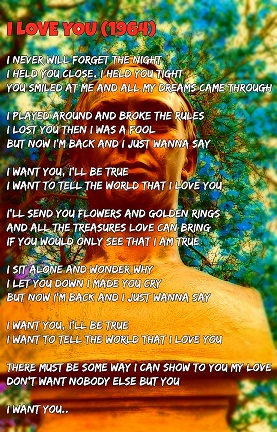 I LOVE YOU (1964)
I NEVER WILL FORGET THE NIGHT
I HELD YOU CLOSE. I HELD YOU TIGHT
YOU SMILED AT ME AND ALL MY DREAMS CAME THROUGH
I PLAYED AROUND AND BROKE THE RULES
I LOST YOU THEN I WAS A FOOL
BUT NOW I'M BACK AND I JUST WANNA SAY
I WANT YOU, I'LL BE TRUE
I WANT TO TELL THE WORLD THAT I LOVE YOU
I'LL SEND YOU FLOWERS AND GOLDEN RINGS
AND ALL THE TREASURES LOVE CAN BRING
IF YOU WOULD ONLY SEE THAT I AM TRUE
I SIT ALONE AND WONDER WHY
I LET YOU DOWN I MADE YOU CRY
BUT NOW I'M BACK AND I JUST WANNA SAY
I WANT YOU, I'LL BE TRUE
I WANT TO TELL THE WORLD THAT I LOVE YOU
THERE MUST BE SOME WAY I CAN SHOW TO YOU MY LOVE
DON'T WANT NOBODY ELSE BUT YOU
I WANT YOU..